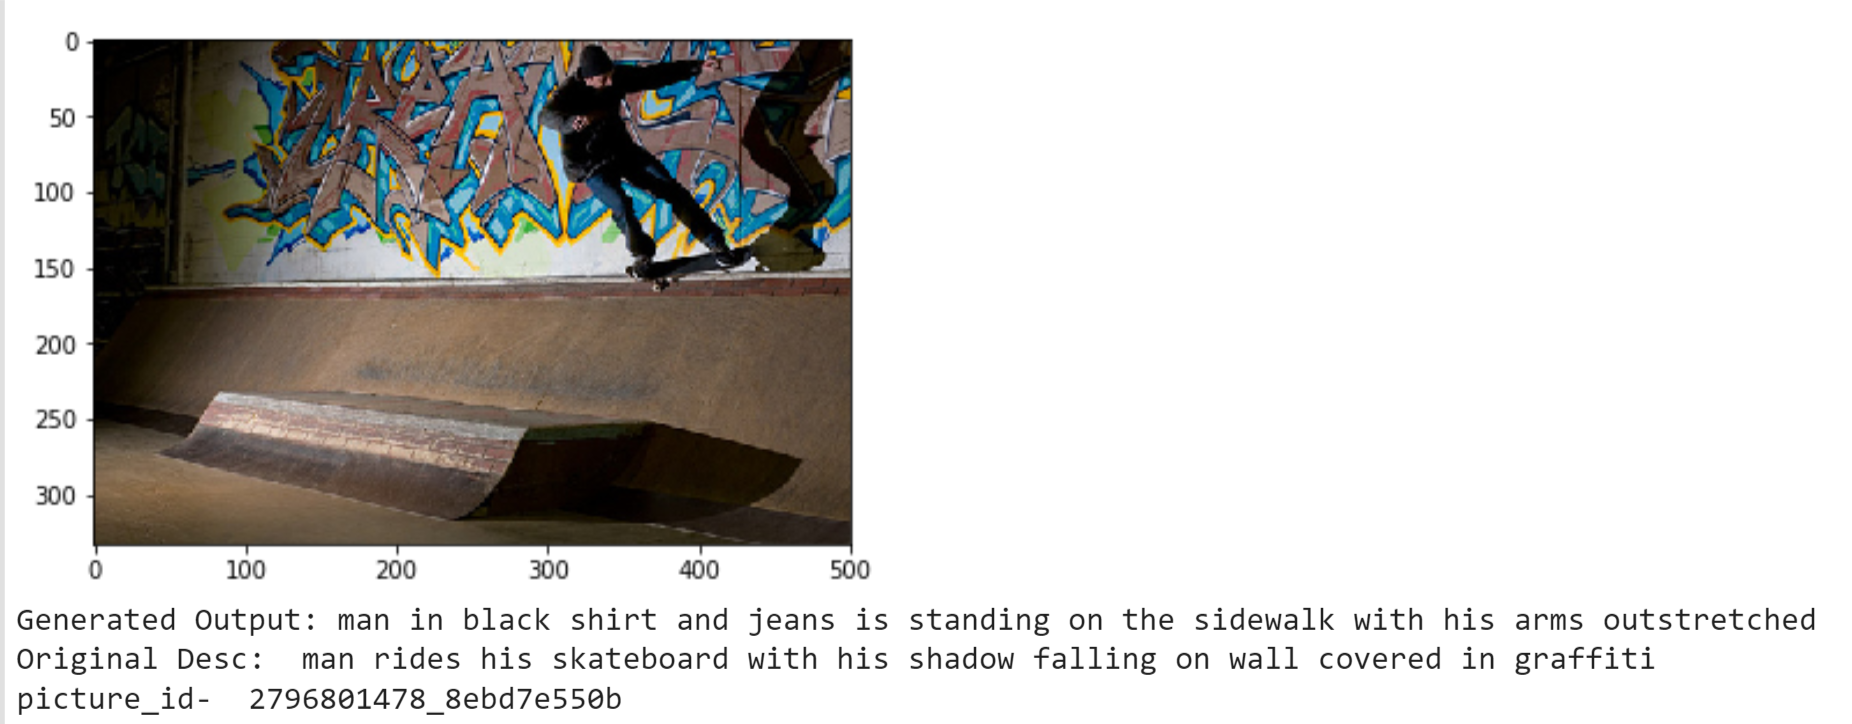 0
50
100
150
200
250
300
0 100 200 300 400 500
Generated Output: man in black shirt and jeans is standing on the sidewalk with his arms outstretched
Original Desc:  man rides his skateboard with his shadow falling on wall covered in graffiti
picture_id-  2796801478_8ebd7e550b